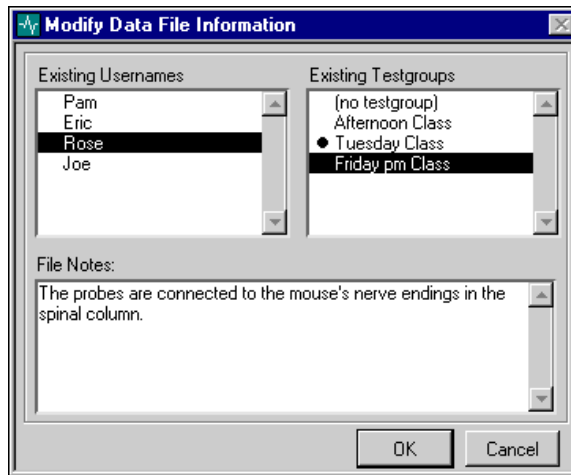 Modify Data File Information
Existing Usernames
Pam
Eric
Rose
Joe
Existing Testgroups
(no testgroup)
Afternoon Class
Tuesday Class
Friday pm Class
File Notes:
The probes are connected to the mouse's nerve endings in the
spinal column.
OK
Cancel